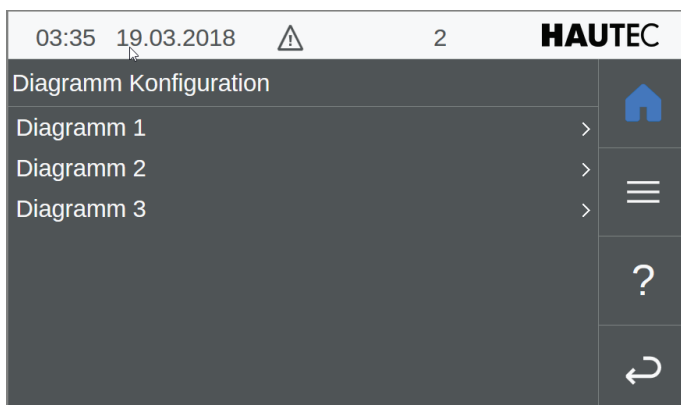 03:35 19.03.2018 2 HAUTEC
Diagramm Konfiguration
Diagramm 1
Diagramm 2
Diagramm 3
?